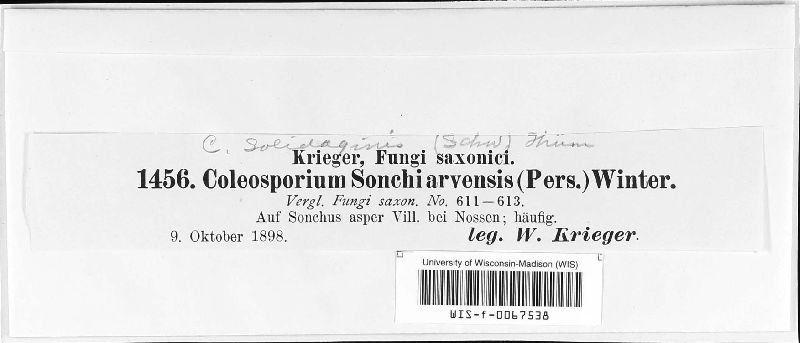 C. Solidaginis (Schw) Thüm
Krieger, Fungi saxonici.
1456. Coleosporium Sonchi arvensis (Pers.) Winter.
Vergl. Fungi saxon. No. 611—613.
Auf Sonchus asper Vill. bei Nossen; häufig.
9. Oktober 1898. leg. W. Krieger.
University of Wisconsin-Madison (WIS)
WIS-f-0067538